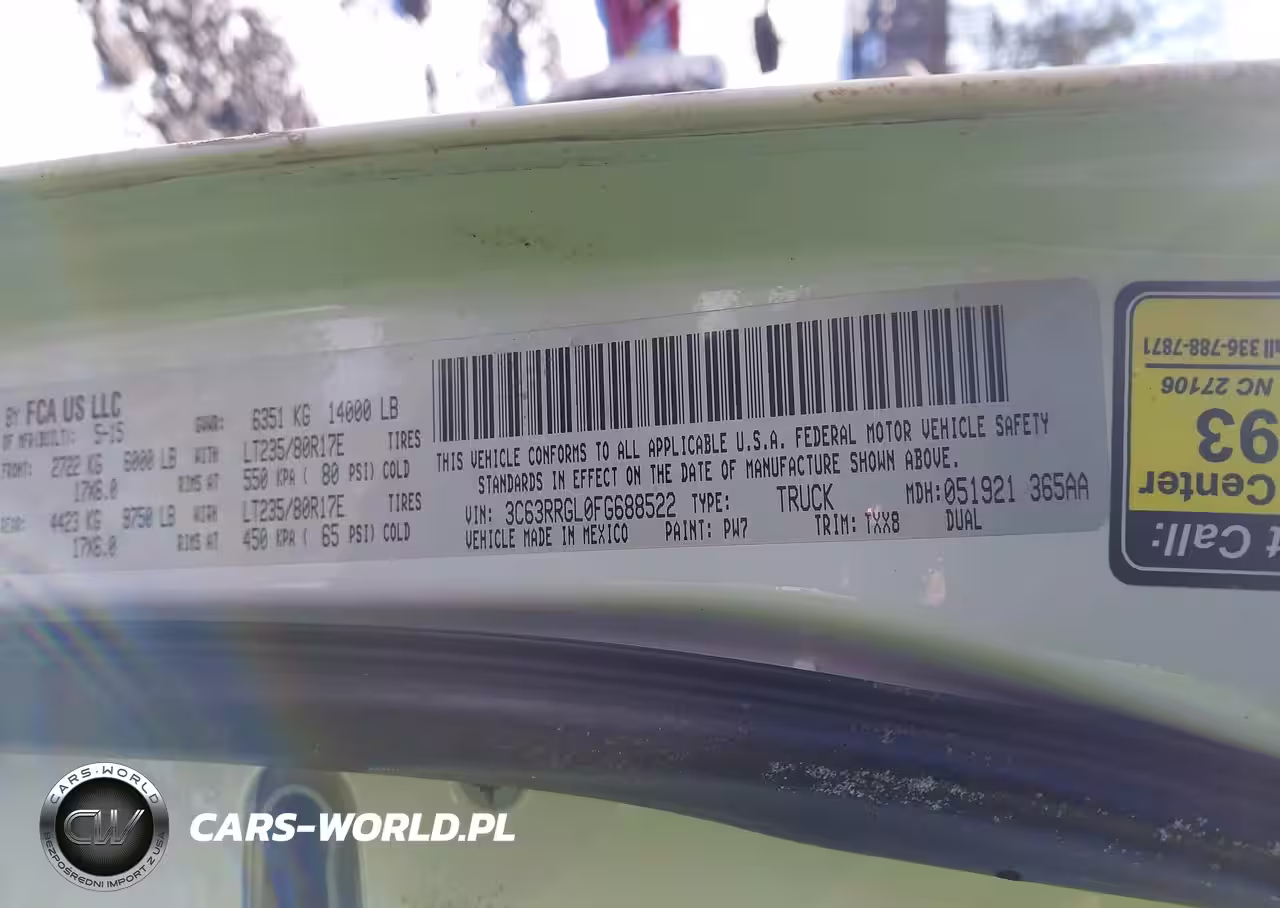 BY FCA US LLC
OF MFR(BUILT): 5-15
GVWR: 6351 KG 14000 LB
FRONT: 2722 KG 6000 LB WITH LT235/80R17E TIRES
17X6.0 RIMS AT 550 KPA ( 80 PSI) COLD
REAR: 4423 KG 9750 LB WITH LT235/80R17E TIRES
17X6.0 RIMS AT 450 KPA ( 65 PSI) COLD
THIS VEHICLE CONFORMS TO ALL APPLICABLE U.S.A. FEDERAL MOTOR VEHICLE SAFETY
STANDARDS IN EFFECT ON THE DATE OF MANUFACTURE SHOWN ABOVE.
VIN: 3C63RRGL0FG688522 TYPE: TRUCK MDH:051921 365AA
VEHICLE MADE IN MEXICO PAINT: PW7 TRIM: TXX8 DUAL
t Call:
Center
93
NC 27106
ll 336-788-7871
CARS-WORLD
CW
BEZPOŚREDNI IMPORT Z USA
CARS-WORLD.PL